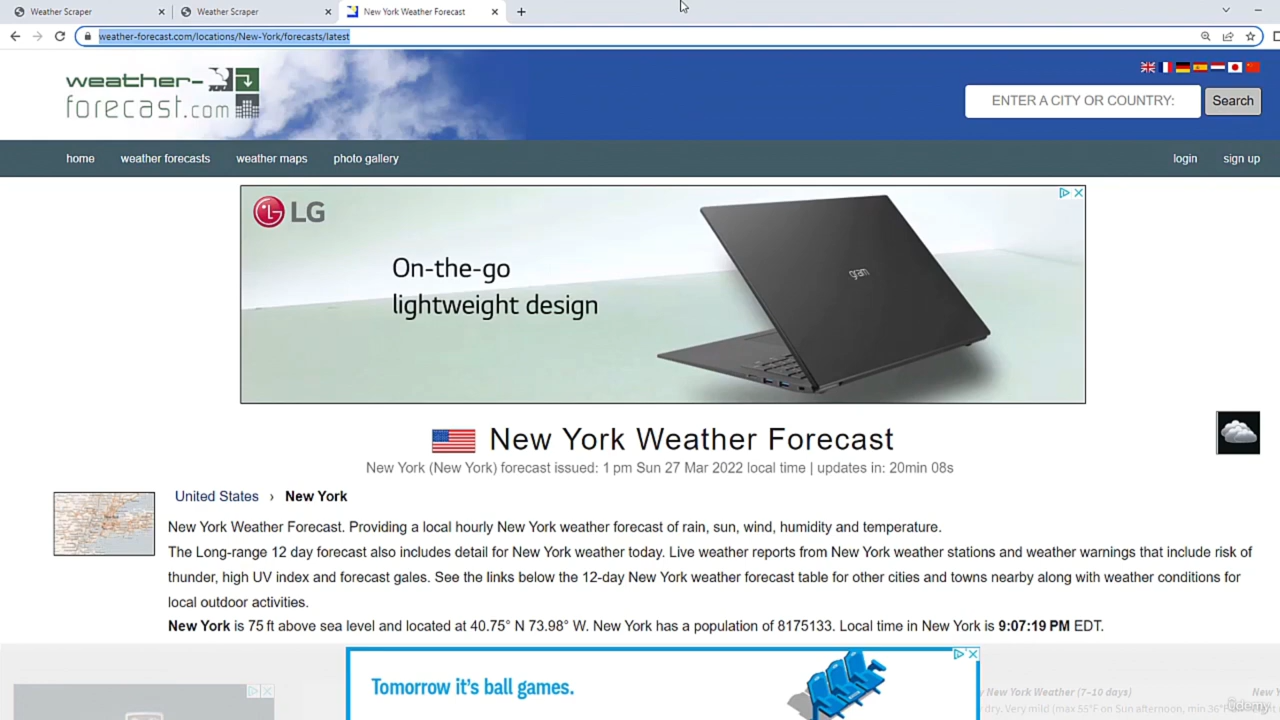 Weather Scraper
Weather Scraper
New York Weather Forecast
weather-forecast.com/locations/New-York/forecasts/latest
weather-
forecast.com
ENTER A CITY OR COUNTRY:
Search
home
weather forecasts
weather maps
photo gallery
login
sign up
LG
On-the-go
lightweight design
gram
New York Weather Forecast
New York (New York) forecast issued: 1 pm Sun 27 Mar 2022 local time | updates in: 20min 08s
United States › New York
New York Weather Forecast. Providing a local hourly New York weather forecast of rain, sun, wind, humidity and temperature.
The Long-range 12 day forecast also includes detail for New York weather today. Live weather reports from New York weather stations and weather warnings that include risk of
thunder, high UV index and forecast gales. See the links below the 12-day New York weather forecast table for other cities and towns nearby along with weather conditions for
local outdoor activities.
New York is 75 ft above sea level and located at 40.75° N 73.98° W. New York has a population of 8175133. Local time in New York is 9:07:19 PM EDT.
Tomorrow it's ball games.
New York Weather (7–10 days)
New Y
dry. Very mild (max 55°F on Sun afternoon, min 36°F
ûdemy